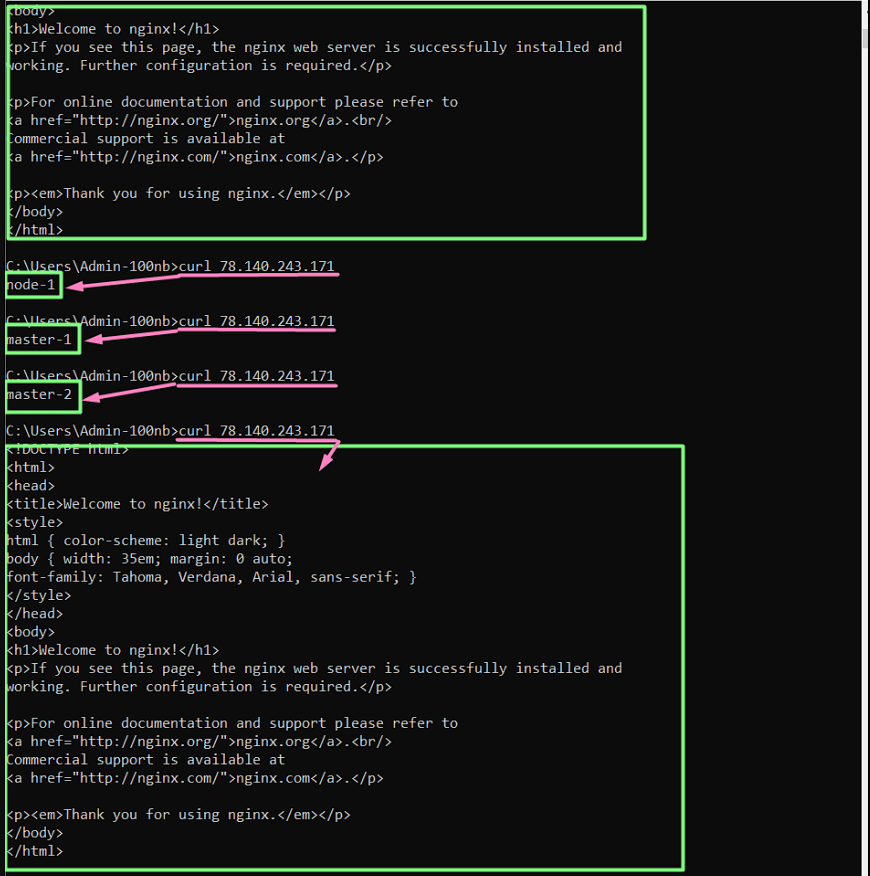 <body>
<h1>Welcome to nginx!</h1>
<p>If you see this page, the nginx web server is successfully installed and
working. Further configuration is required.</p>
<p>For online documentation and support please refer to
<a href="http://nginx.org/">nginx.org</a>.<br/>
Commercial support is available at
<a href="http://nginx.com/">nginx.com</a>.</p>
<p><em>Thank you for using nginx.</em></p>
</body>
</html>
C:\Users\Admin-100nb>curl 78.140.243.171
node-1
C:\Users\Admin-100nb>curl 78.140.243.171
master-1
C:\Users\Admin-100nb>curl 78.140.243.171
master-2
C:\Users\Admin-100nb>curl 78.140.243.171
<!DOCTYPE html>
<html>
<head>
<title>Welcome to nginx!</title>
<style>
html { color-scheme: light dark; }
body { width: 35em; margin: 0 auto;
font-family: Tahoma, Verdana, Arial, sans-serif; }
</style>
</head>
<body>
<h1>Welcome to nginx!</h1>
<p>If you see this page, the nginx web server is successfully installed and
working. Further configuration is required.</p>
<p>For online documentation and support please refer to
<a href="http://nginx.org/">nginx.org</a>.<br/>
Commercial support is available at
<a href="http://nginx.com/">nginx.com</a>.</p>
<p><em>Thank you for using nginx.</em></p>
</body>
</html>